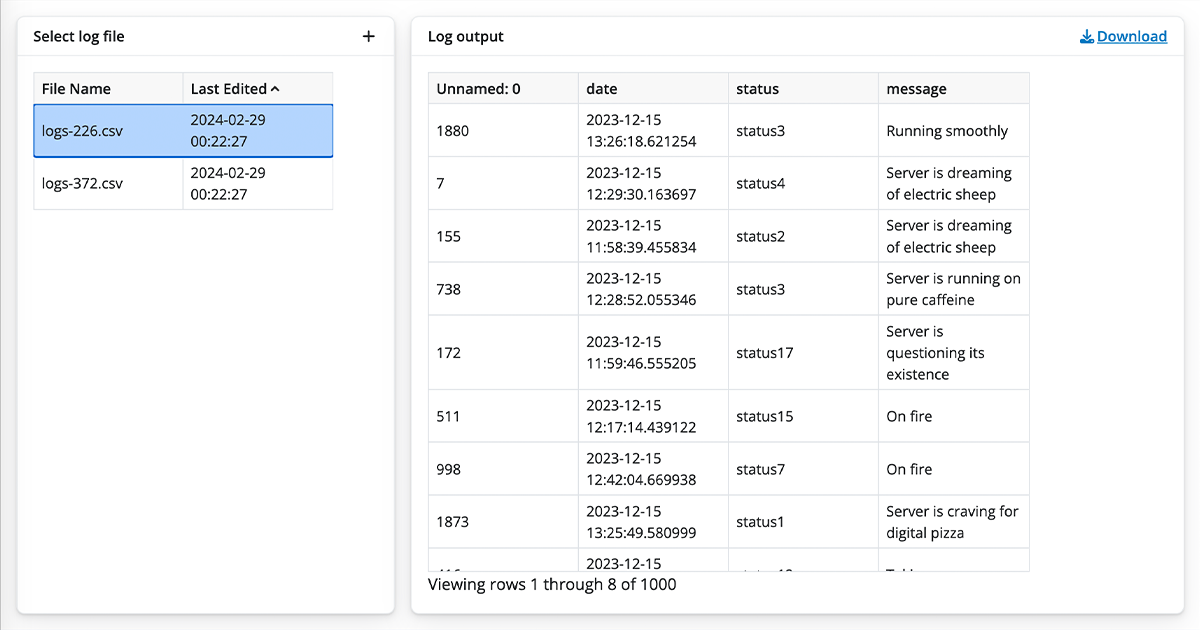 Select log file
+
File Name
Last Edited
logs-226.csv
2024-02-29
00:22:27
logs-372.csv
2024-02-29
00:22:27
Log output
Download
Unnamed: 0
date
status
message
1880
2023-12-15
13:26:18.621254
status3
Running smoothly
7
2023-12-15
12:29:30.163697
status4
Server is dreaming
of electric sheep
155
2023-12-15
11:58:39.455834
status2
Server is dreaming
of electric sheep
738
2023-12-15
12:28:52.055346
status3
Server is running on
pure caffeine
172
2023-12-15
11:59:46.555205
status17
Server is
questioning its
existence
511
2023-12-15
12:17:14.439122
status15
On fire
998
2023-12-15
12:42:04.669938
status7
On fire
1873
2023-12-15
13:25:49.580999
status1
Server is craving for
digital pizza
2023-12-15
Viewing rows 1 through 8 of 1000